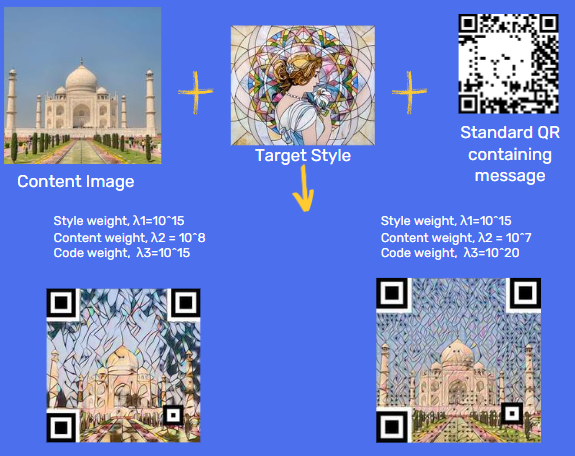 Content Image
Target Style
Standard QR
containing
message
Style weight, λ1=10^15
Content weight, λ2 = 10^8
Code weight,  λ3=10^15
Style weight, λ1=10^15
Content weight, λ2 = 10^7
Code weight,  λ3=10^20